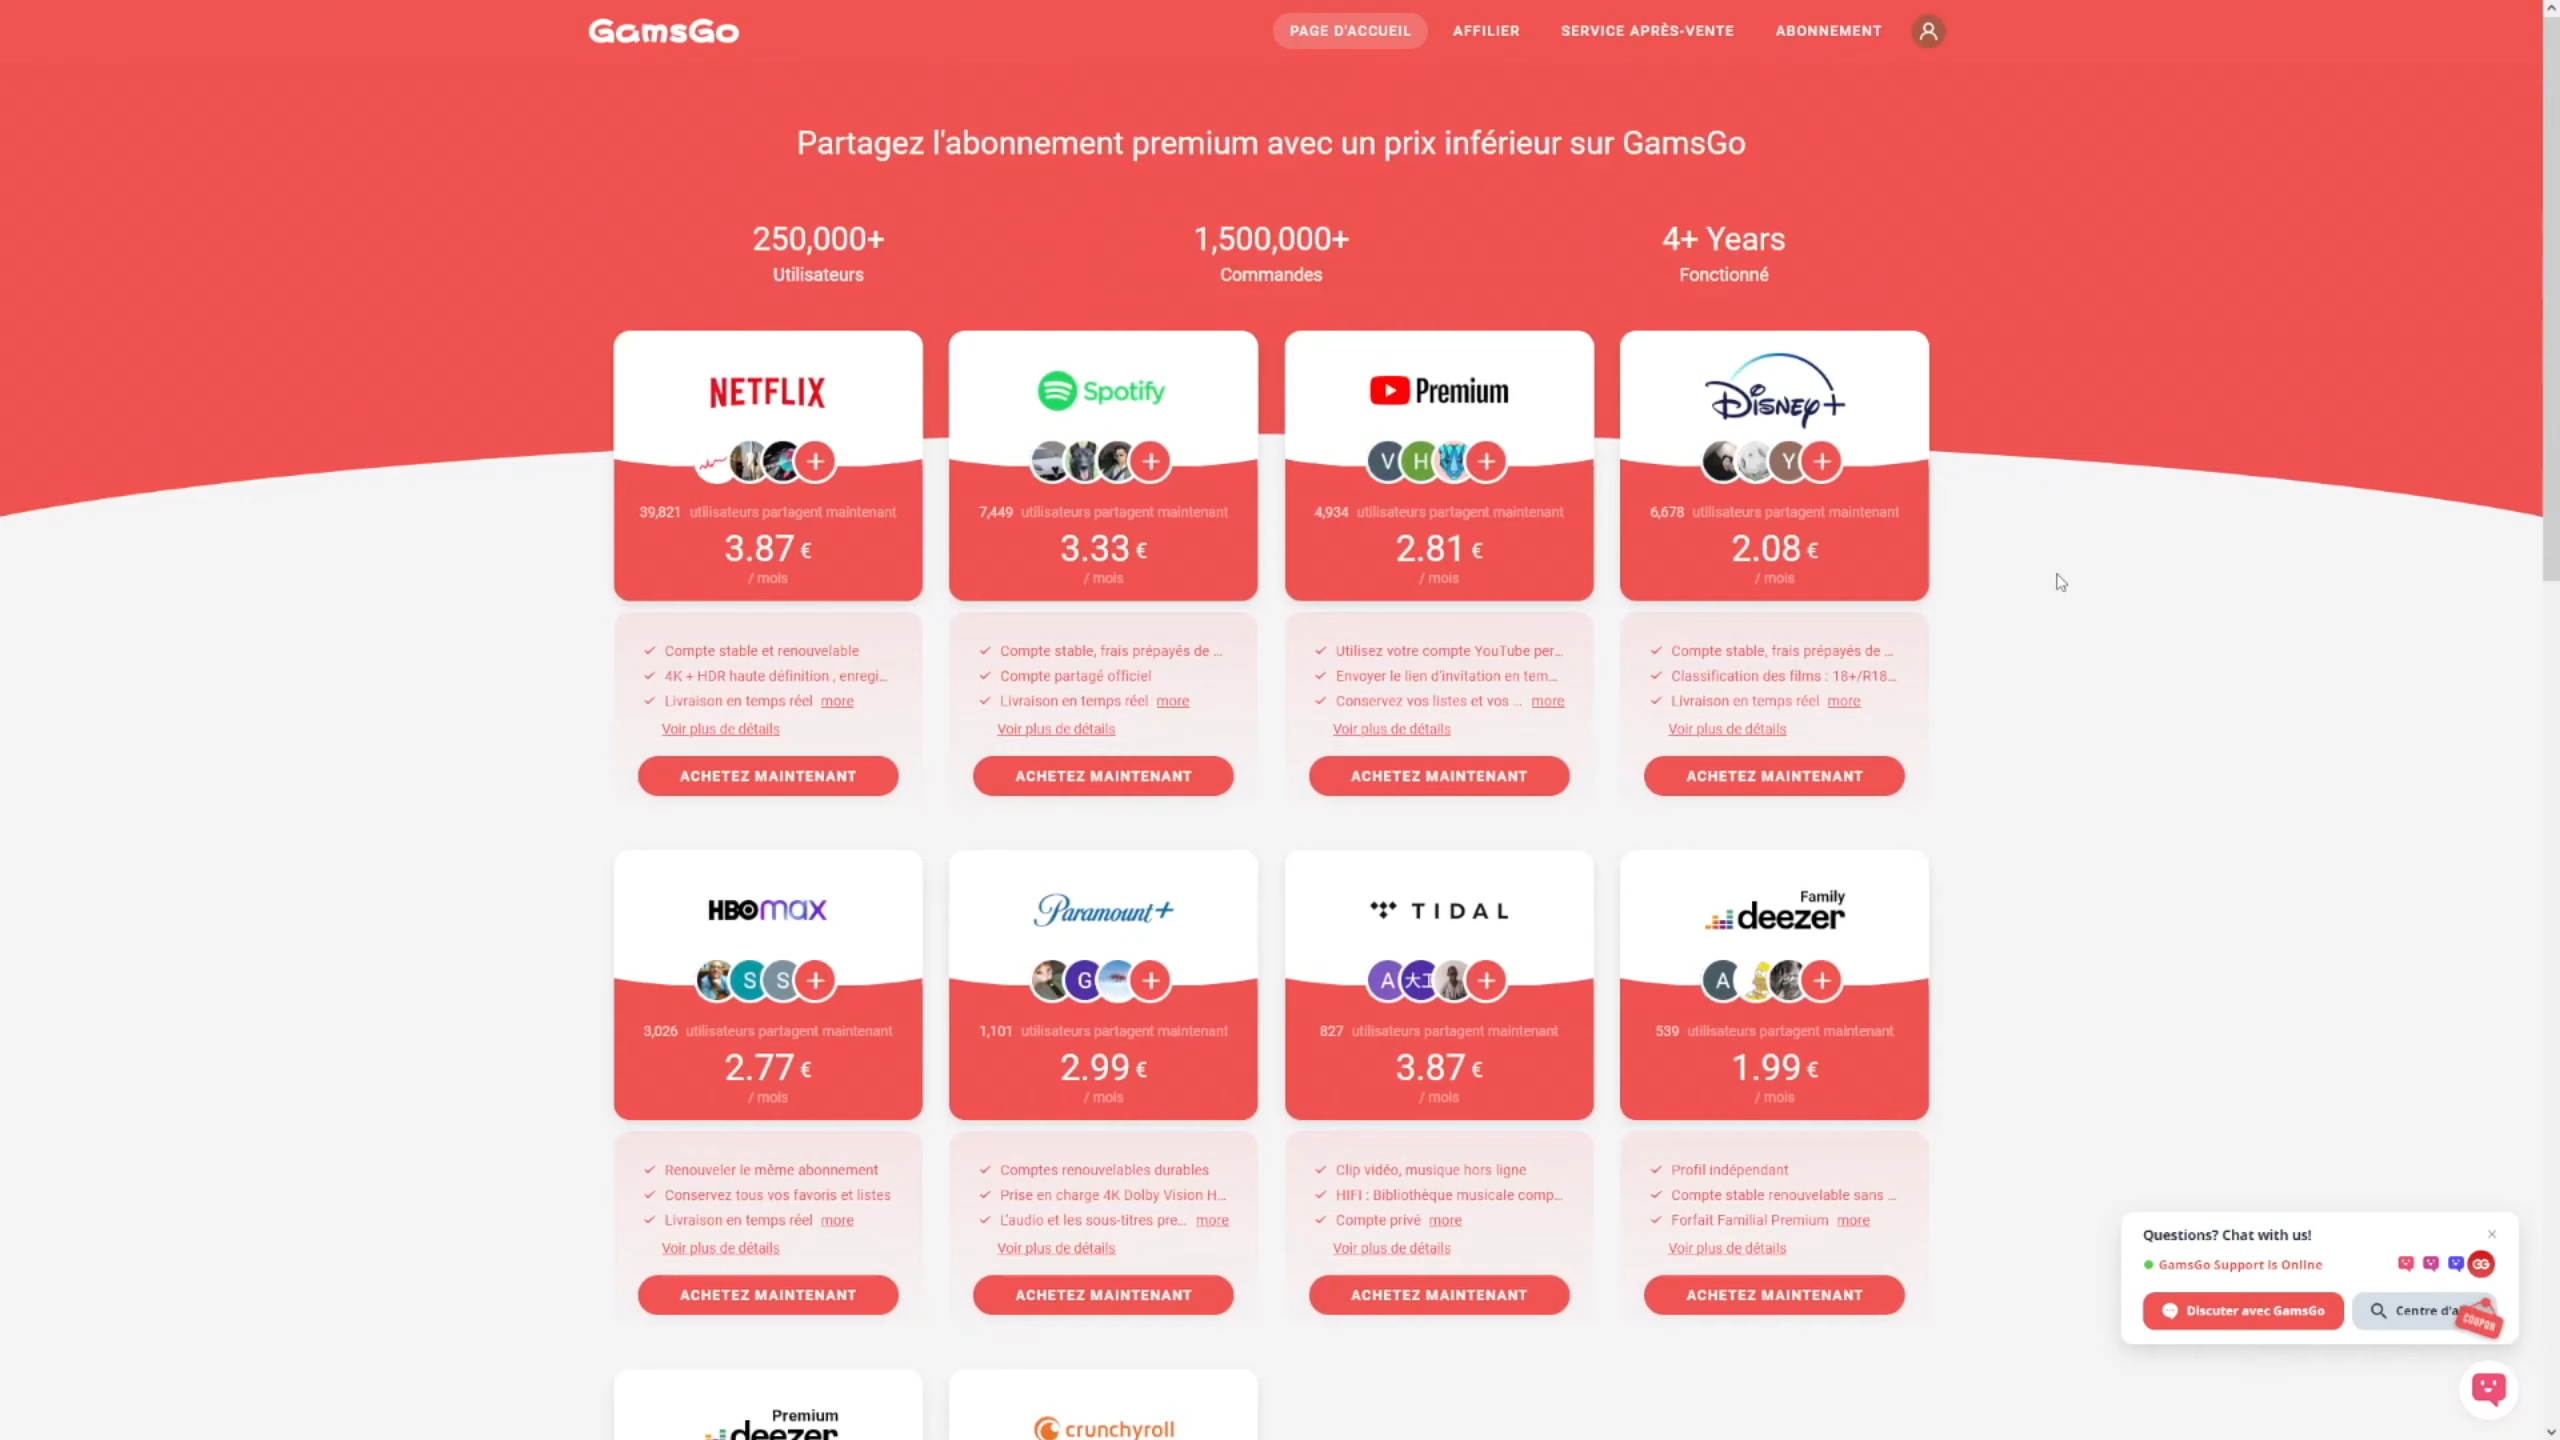 GamsGo
PAGE D'ACCUEIL AFFILIER SERVICE APRÈS-VENTE ABONNEMENT
Partagez l'abonnement premium avec un prix inférieur sur GamsGo
250,000+ 1,500,000+ 4+ Years
Utilisateurs Commandes Fonctionné
NETFLIX
39,821 utilisateurs partagent maintenant
3.87 €
/ mois
Compte stable et renouvelable
4K + HDR haute définition , enregi...
Livraison en temps réel more
Voir plus de détails
ACHETEZ MAINTENANT
Spotify
7,449 utilisateurs partagent maintenant
3.33 €
/ mois
Compte stable, frais prépayés de ...
Compte partagé officiel
Livraison en temps réel more
Voir plus de détails
ACHETEZ MAINTENANT
Premium
V H
4,934 utilisateurs partagent maintenant
2.81 €
/ mois
Utilisez votre compte YouTube per...
Envoyer le lien d'invitation en tem...
Conservez vos listes et vos ... more
Voir plus de détails
ACHETEZ MAINTENANT
Disney+
Y
6,678 utilisateurs partagent maintenant
2.08 €
/ mois
Compte stable, frais prépayés de ...
Classification des films : 18+/R18...
Livraison en temps réel more
Voir plus de détails
ACHETEZ MAINTENANT
HBOmax
S S
3,026 utilisateurs partagent maintenant
2.77 €
/ mois
Renouveler le même abonnement
Conservez tous vos favoris et listes
Livraison en temps réel more
Voir plus de détails
ACHETEZ MAINTENANT
Paramount+
G
1,101 utilisateurs partagent maintenant
2.99 €
/ mois
Comptes renouvelables durables
Prise en charge 4K Dolby Vision H...
L'audio et les sous-titres pre... more
Voir plus de détails
ACHETEZ MAINTENANT
TIDAL
A 大工
827 utilisateurs partagent maintenant
3.87 €
/ mois
Clip vidéo, musique hors ligne
HIFI : Bibliothèque musicale comp...
Compte privé more
Voir plus de détails
ACHETEZ MAINTENANT
Family
deezer
A
539 utilisateurs partagent maintenant
1.99 €
/ mois
Profil indépendant
Compte stable renouvelable sans ...
Forfait Familial Premium more
Voir plus de détails
ACHETEZ MAINTENANT
Premium
deezer
crunchyroll
Questions? Chat with us!
GamsGo Support is Online
GG
Discuter avec GamsGo
Centre d'a
COUPON